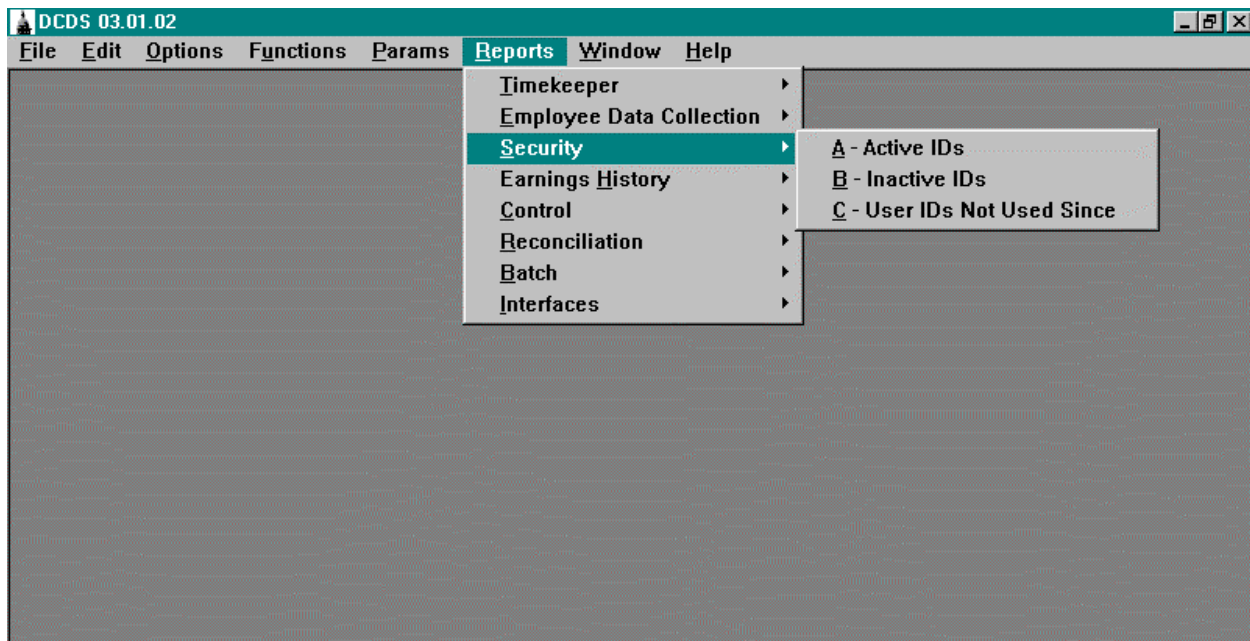 DCDS 03.01.02
File Edit Options Functions Params Reports Window Help
Timekeeper
Employee Data Collection
Security
Earnings History
Control
Reconciliation
Batch
Interfaces
A - Active IDs
B - Inactive IDs
C - User IDs Not Used Since